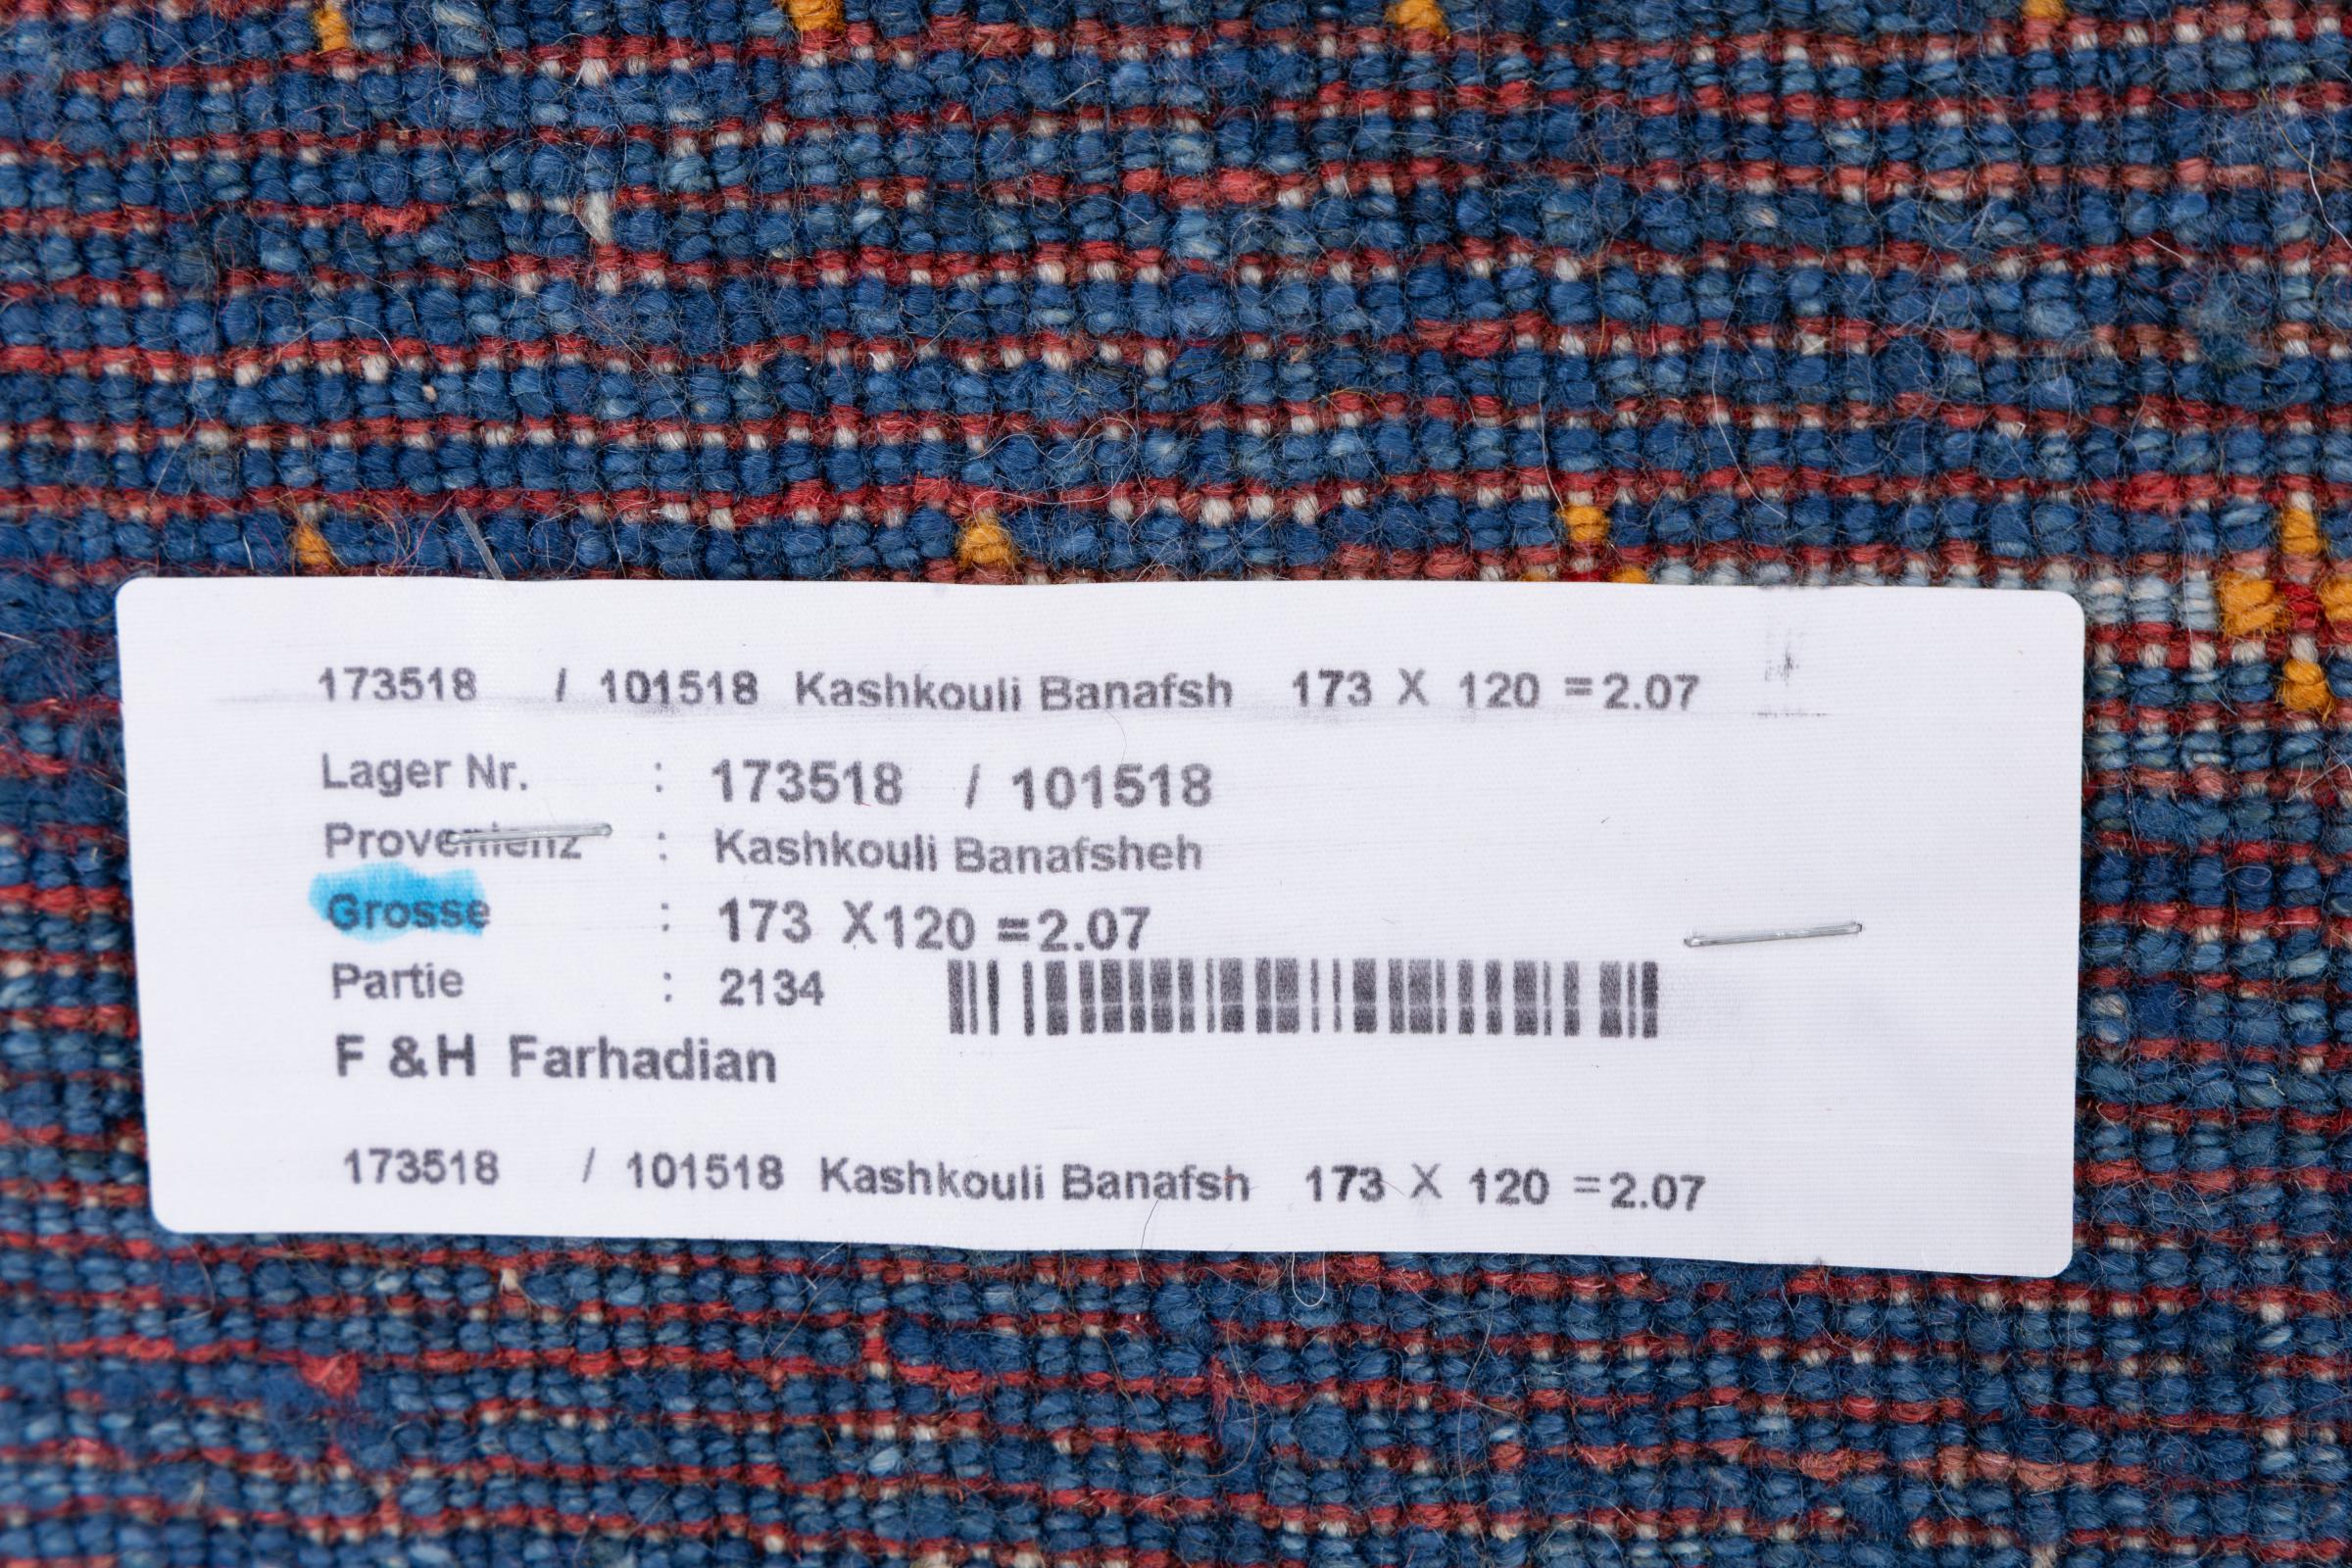 173518 / 101518 Kashkouli Banafsh 173 X 120 =2.07
Lager Nr. : 173518 / 101518
Provenienz : Kashkouli Banafsheh
Grosse : 173 X120 =2.07
Partie : 2134
F &H Farhadian
173518 / 101518 Kashkouli Banafsh 173 X 120 =2.07